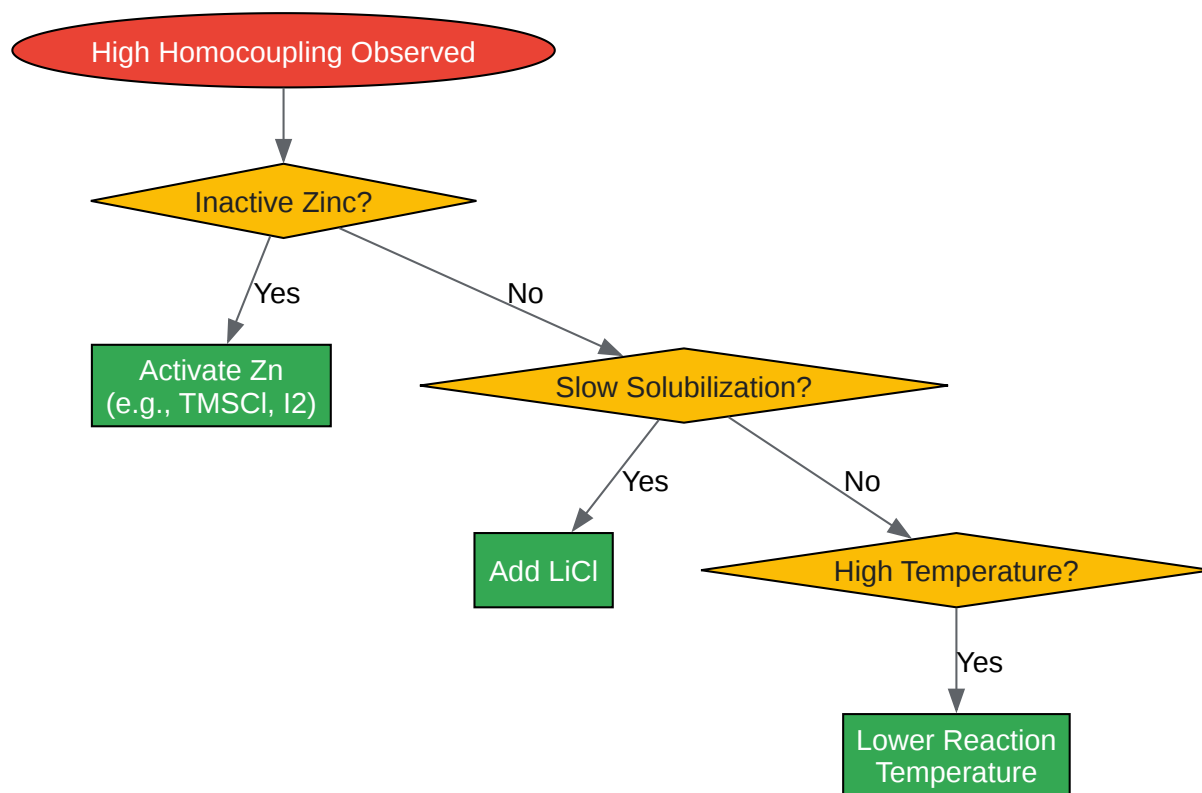 High Homocoupling Observed
Inactive Zinc?
Yes
No
Activate Zn
(e.g., TMSCl, I2)
Slow Solubilization?
Yes
No
Add LiCl
High Temperature?
Yes
Lower Reaction
Temperature